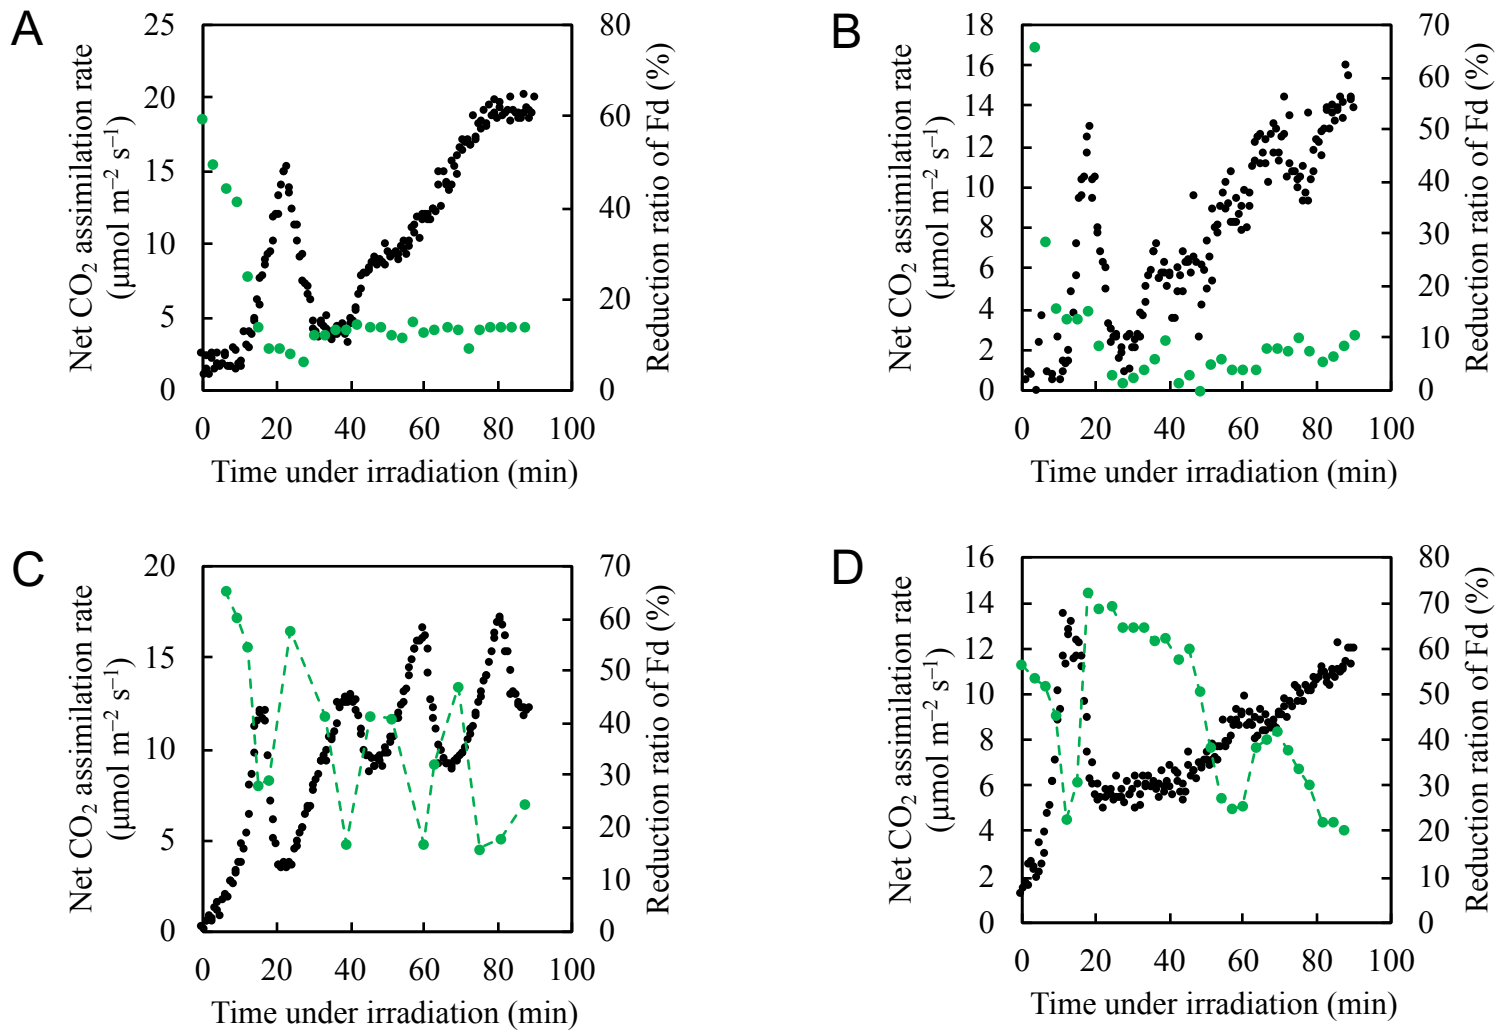 A
Net CO2 assimilation rate
(μmol m−2 s−1)
25
20
15
10
5
0
80
60
40
20
0
Reduction ratio of Fd (%)
0 20 40 60 80 100
Time under irradiation (min)
B
Net CO2 assimilation rate
(μmol m−2 s−1)
18
16
14
12
10
8
6
4
2
0
70
60
50
40
30
20
10
0
Reduction ratio of Fd (%)
0 20 40 60 80 100
Time under irradiation (min)
C
Net CO2 assimilation rate
(μmol m−2 s−1)
20
15
10
5
0
70
60
50
40
30
20
10
0
Reduction ratio of Fd (%)
0 20 40 60 80 100
Time under irradiation (min)
D
Net CO2 assimilation rate
(μmol m−2 s−1)
16
14
12
10
8
6
4
2
0
80
70
60
50
40
30
20
10
0
Reduction ration of Fd (%)
0 20 40 60 80 100
Time under irradiation (min)